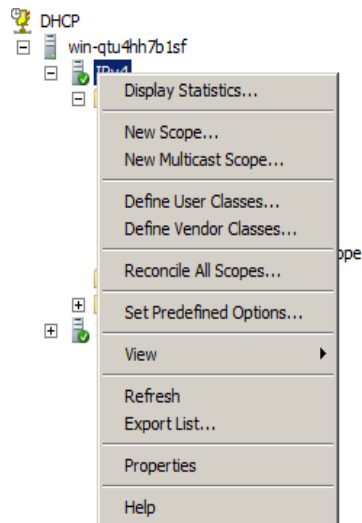 DHCP
win-qtu4hh7b1sf
IPv4
Display Statistics...
New Scope...
New Multicast Scope...
Define User Classes...
Define Vendor Classes...
ope
Reconcile All Scopes...
Set Predefined Options...
View
Refresh
Export List...
Properties
Help